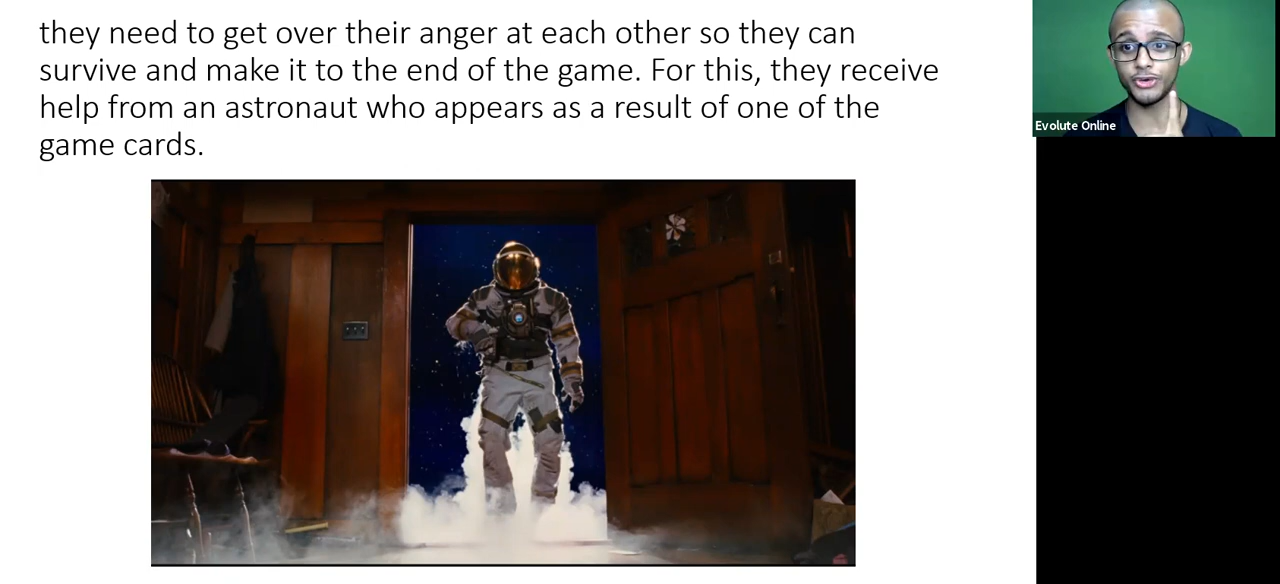 they need to get over their anger at each other so they can
survive and make it to the end of the game. For this, they receive
help from an astronaut who appears as a result of one of the
game cards.
Evolute Online